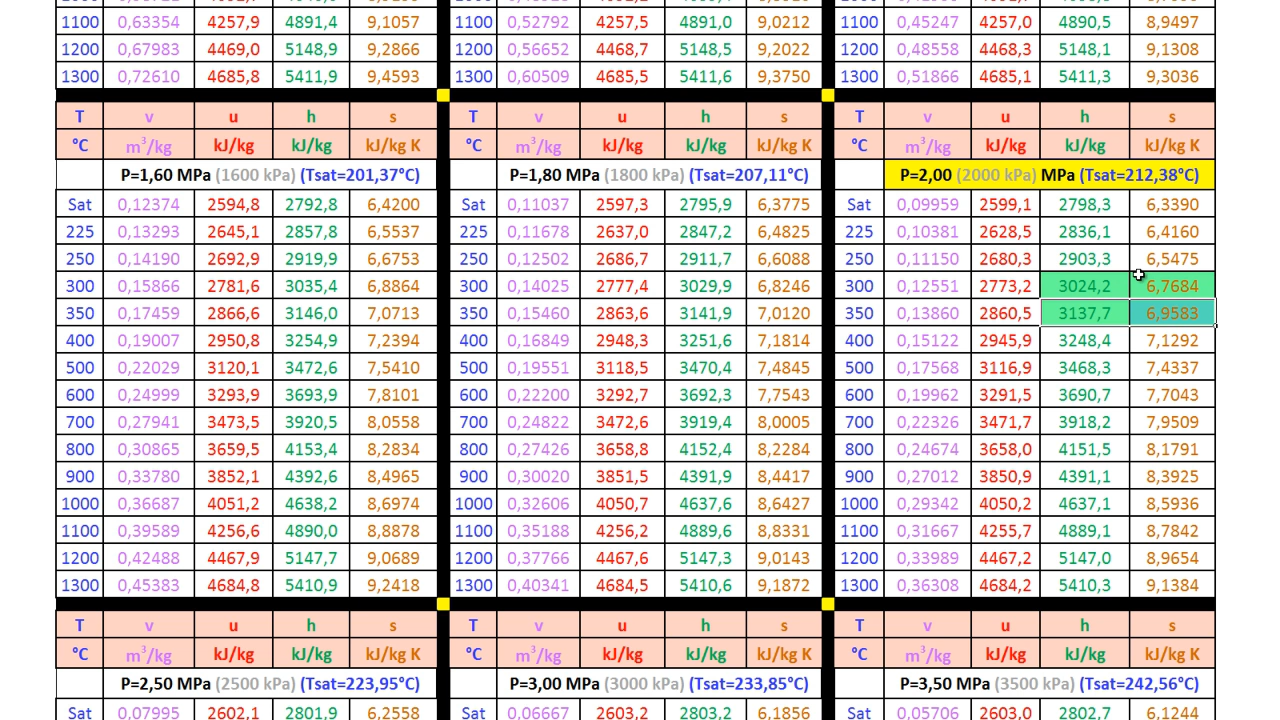 1100 0,63354 4257,9 4891,4 9,1057 1100 0,52792 4257,5 4891,0 9,0212 1100 0,45247 4257,0 4890,5 8,9497
1200 0,67983 4469,0 5148,9 9,2866 1200 0,56652 4468,7 5148,5 9,2022 1200 0,48558 4468,3 5148,1 9,1308
1300 0,72610 4685,8 5411,9 9,4593 1300 0,60509 4685,5 5411,6 9,3750 1300 0,51866 4685,1 5411,3 9,3036
T v u h s T v u h s T v u h s
°C m³/kg kJ/kg kJ/kg kJ/kg K °C m³/kg kJ/kg kJ/kg kJ/kg K °C m³/kg kJ/kg kJ/kg kJ/kg K
P=1,60 MPa (1600 kPa) (Tsat=201,37°C) P=1,80 MPa (1800 kPa) (Tsat=207,11°C) P=2,00 (2000 kPa) MPa (Tsat=212,38°C)
Sat 0,12374 2594,8 2792,8 6,4200 Sat 0,11037 2597,3 2795,9 6,3775 Sat 0,09959 2599,1 2798,3 6,3390
225 0,13293 2645,1 2857,8 6,5537 225 0,11678 2637,0 2847,2 6,4825 225 0,10381 2628,5 2836,1 6,4160
250 0,14190 2692,9 2919,9 6,6753 250 0,12502 2686,7 2911,7 6,6088 250 0,11150 2680,3 2903,3 6,5475
300 0,15866 2781,6 3035,4 6,8864 300 0,14025 2777,4 3029,9 6,8246 300 0,12551 2773,2 3024,2 6,7684
350 0,17459 2866,6 3146,0 7,0713 350 0,15460 2863,6 3141,9 7,0120 350 0,13860 2860,5 3137,7 6,9583
400 0,19007 2950,8 3254,9 7,2394 400 0,16849 2948,3 3251,6 7,1814 400 0,15122 2945,9 3248,4 7,1292
500 0,22029 3120,1 3472,6 7,5410 500 0,19551 3118,5 3470,4 7,4845 500 0,17568 3116,9 3468,3 7,4337
600 0,24999 3293,9 3693,9 7,8101 600 0,22200 3292,7 3692,3 7,7543 600 0,19962 3291,5 3690,7 7,7043
700 0,27941 3473,5 3920,5 8,0558 700 0,24822 3472,6 3919,4 8,0005 700 0,22326 3471,7 3918,2 7,9509
800 0,30865 3659,5 4153,4 8,2834 800 0,27426 3658,8 4152,4 8,2284 800 0,24674 3658,0 4151,5 8,1791
900 0,33780 3852,1 4392,6 8,4965 900 0,30020 3851,5 4391,9 8,4417 900 0,27012 3850,9 4391,1 8,3925
1000 0,36687 4051,2 4638,2 8,6974 1000 0,32606 4050,7 4637,6 8,6427 1000 0,29342 4050,2 4637,1 8,5936
1100 0,39589 4256,6 4890,0 8,8878 1100 0,35188 4256,2 4889,6 8,8331 1100 0,31667 4255,7 4889,1 8,7842
1200 0,42488 4467,9 5147,7 9,0689 1200 0,37766 4467,6 5147,3 9,0143 1200 0,33989 4467,2 5147,0 8,9654
1300 0,45383 4684,8 5410,9 9,2418 1300 0,40341 4684,5 5410,6 9,1872 1300 0,36308 4684,2 5410,3 9,1384
T v u h s T v u h s T v u h s
°C m³/kg kJ/kg kJ/kg kJ/kg K °C m³/kg kJ/kg kJ/kg kJ/kg K °C m³/kg kJ/kg kJ/kg kJ/kg K
P=2,50 MPa (2500 kPa) (Tsat=223,95°C) P=3,00 MPa (3000 kPa) (Tsat=233,85°C) P=3,50 MPa (3500 kPa) (Tsat=242,56°C)
Sat 0,07995 2602,1 2801,9 6,2558 Sat 0,06667 2603,2 2803,2 6,1856 Sat 0,05706 2603,0 2802,7 6,1244